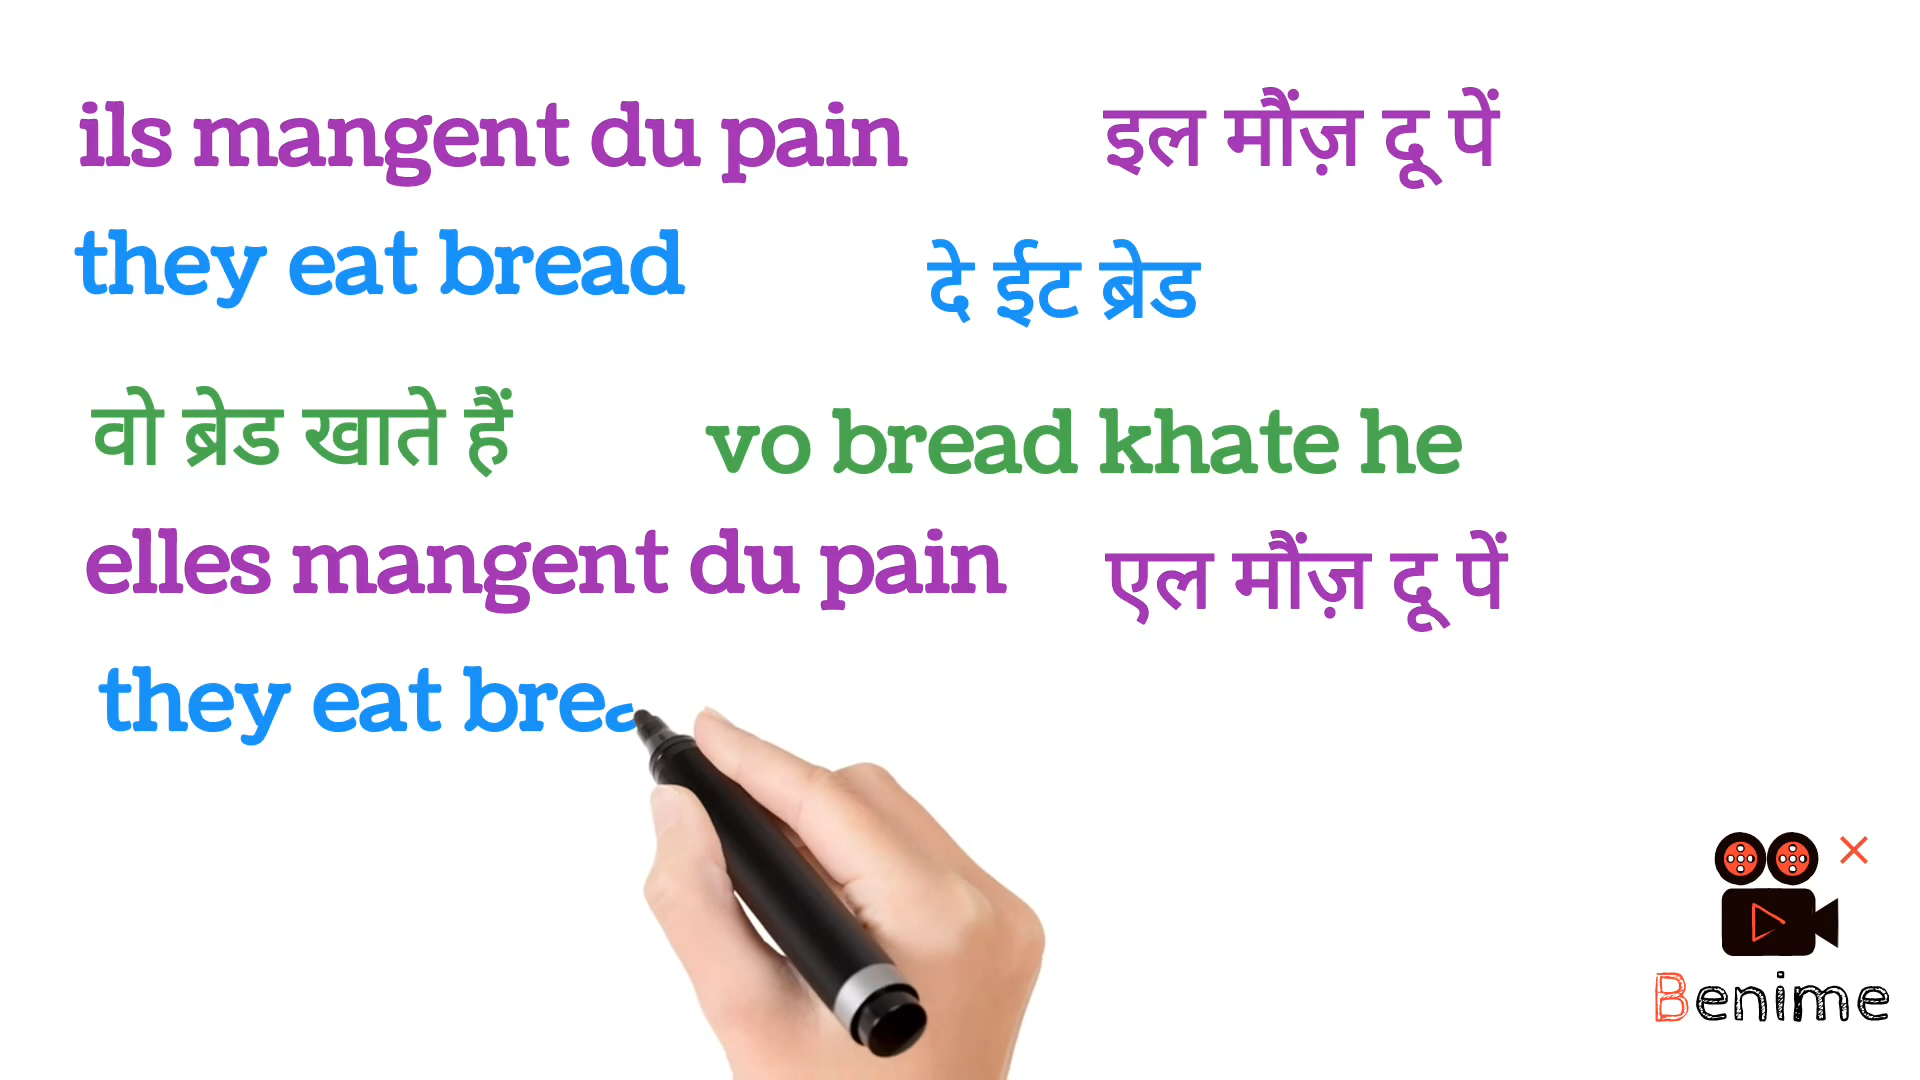 ils mangent du pain इल मौंज़ दू पें
they eat bread दे ईट ब्रेड
वो ब्रेड खाते हैं vo bread khate he
elles mangent du pain एल मौंज़ दू पें
they eat brea
Benime